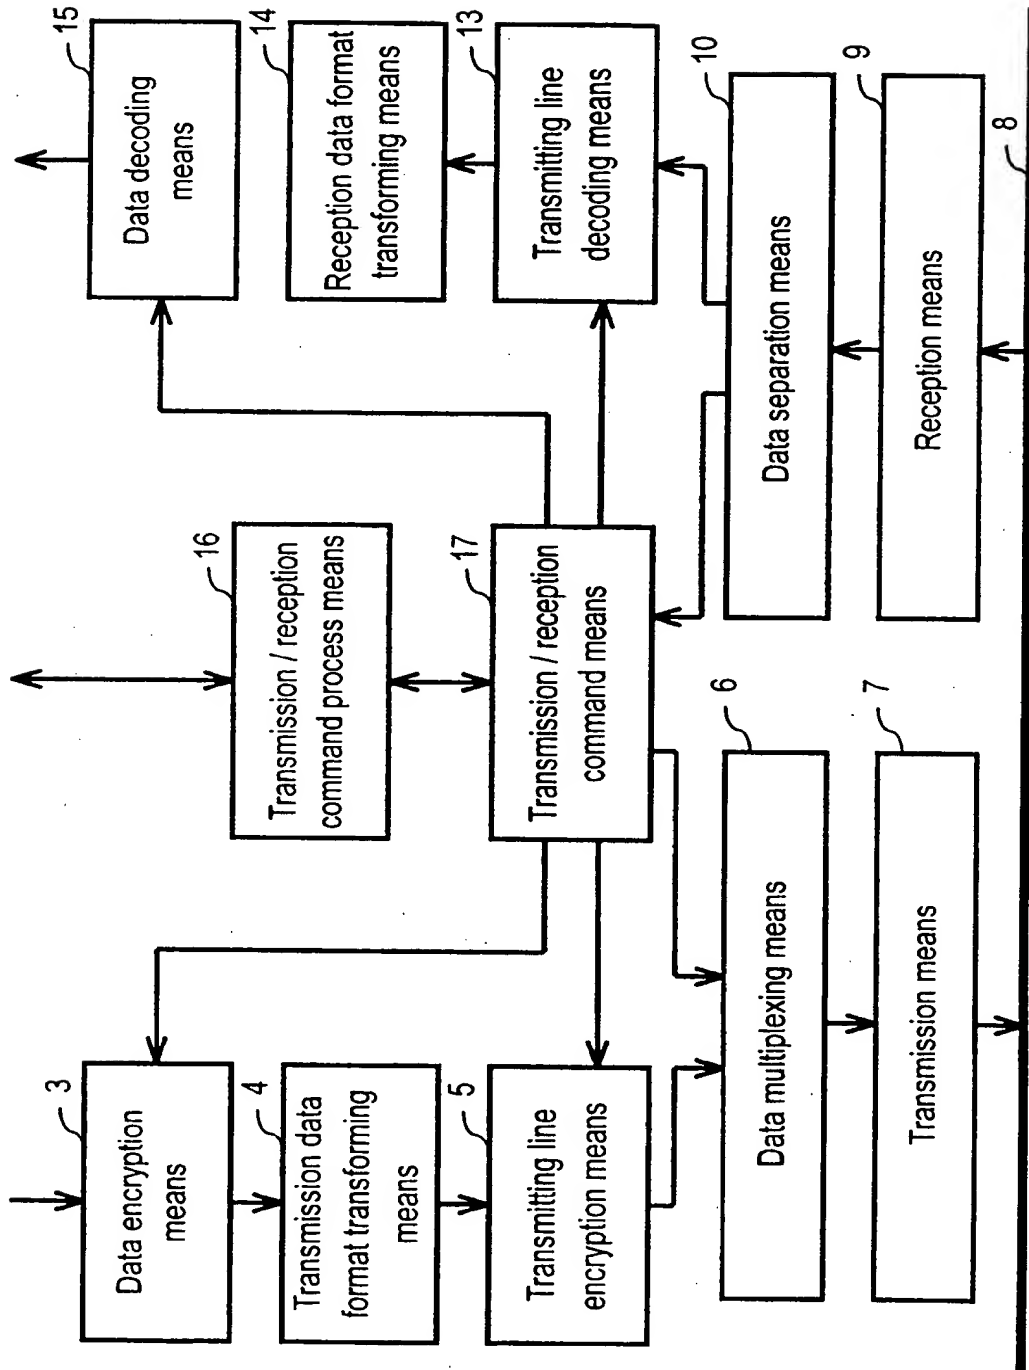 3
Data encryption
means
4
Transmission data
format transforming
means
5
Transmitting line
encryption means
6
Data multiplexing means
7
Transmission means
16
Transmission / reception
command process means
17
Transmission / reception
command means
15
Data decoding
means
14
Reception data format
transforming means
13
Transmitting line
decoding means
10
Data separation means
9
Reception means
8